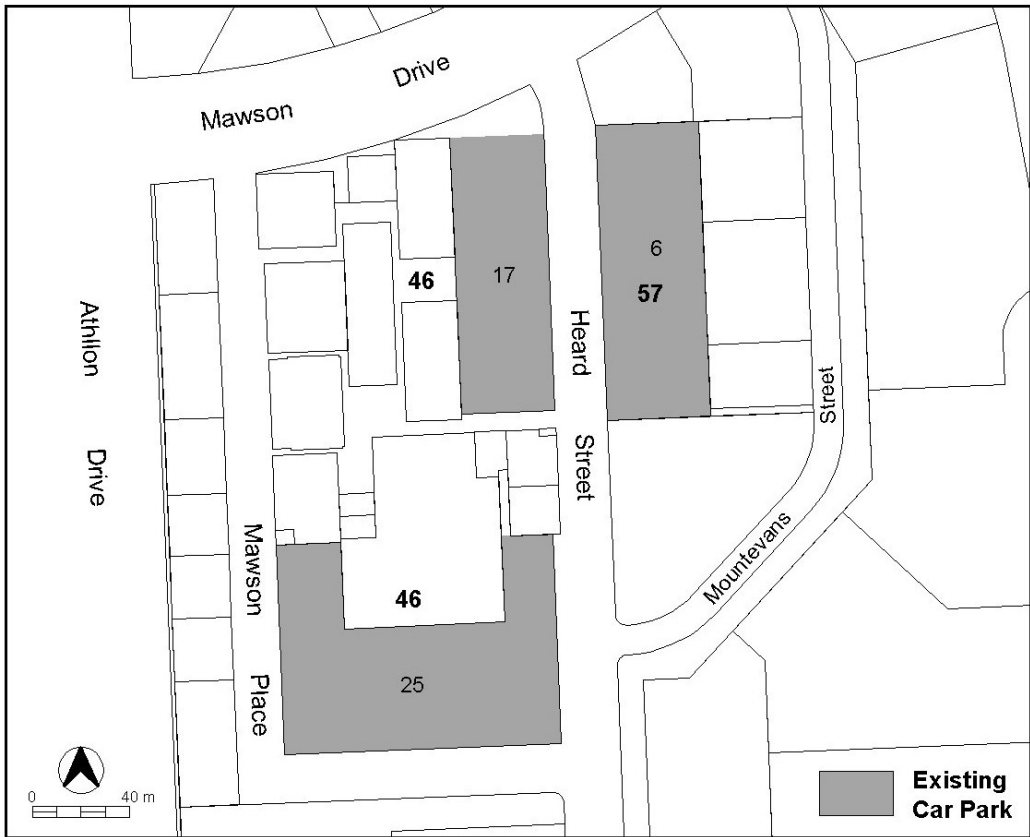 Mawson Drive
46
17
6
57
Athllon Drive
Heard Street
Street
Mountevans
Mawson Place
46
25
0 40 m
Existing
Car Park